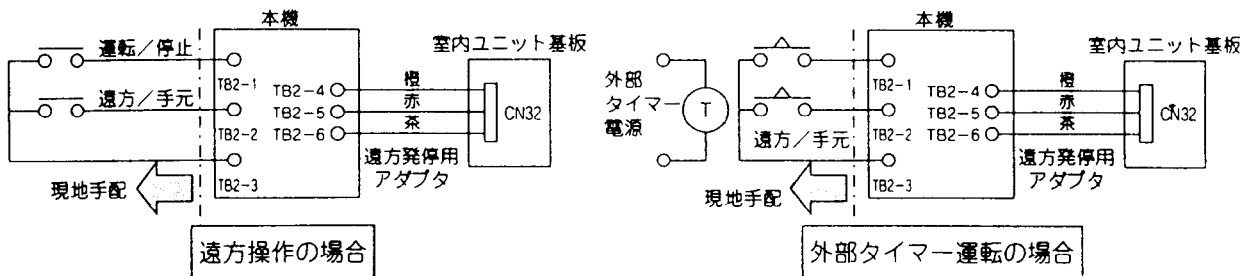 本機
室内ユニット基板
運転／停止
TB2-1
TB2-4
橙
遠方／手元
TB2-5
赤
CN32
TB2-2
TB2-6
茶
遠方発停用
アダプタ
TB2-3
現地手配
遠方操作の場合
本機
室内ユニット基板
外部
タイマー
電源
T
TB2-1
TB2-4
橙
TB2-5
赤
CN32
TB2-2
TB2-6
茶
遠方／手元
遠方発停用
アダプタ
TB2-3
現地手配
外部タイマー運転の場合